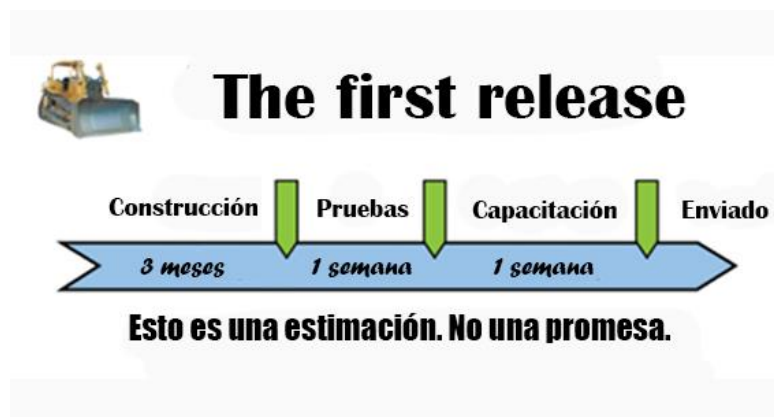 The first release
Construcción Pruebas Capacitación Enviado
3 meses 1 semana 1 semana
Esto es una estimación. No una promesa.